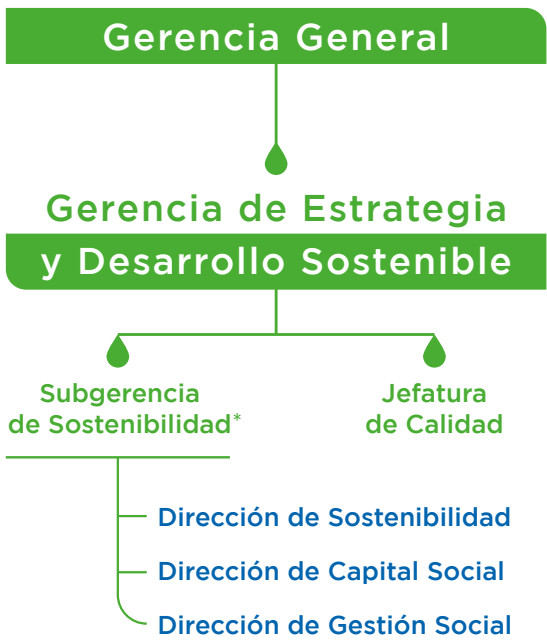 Gerencia General
Gerencia de Estrategia
y Desarrollo Sostenible
Subgerencia
de Sostenibilidad*
Jefatura
de Calidad
Dirección de Sostenibilidad
Dirección de Capital Social
Dirección de Gestión Social